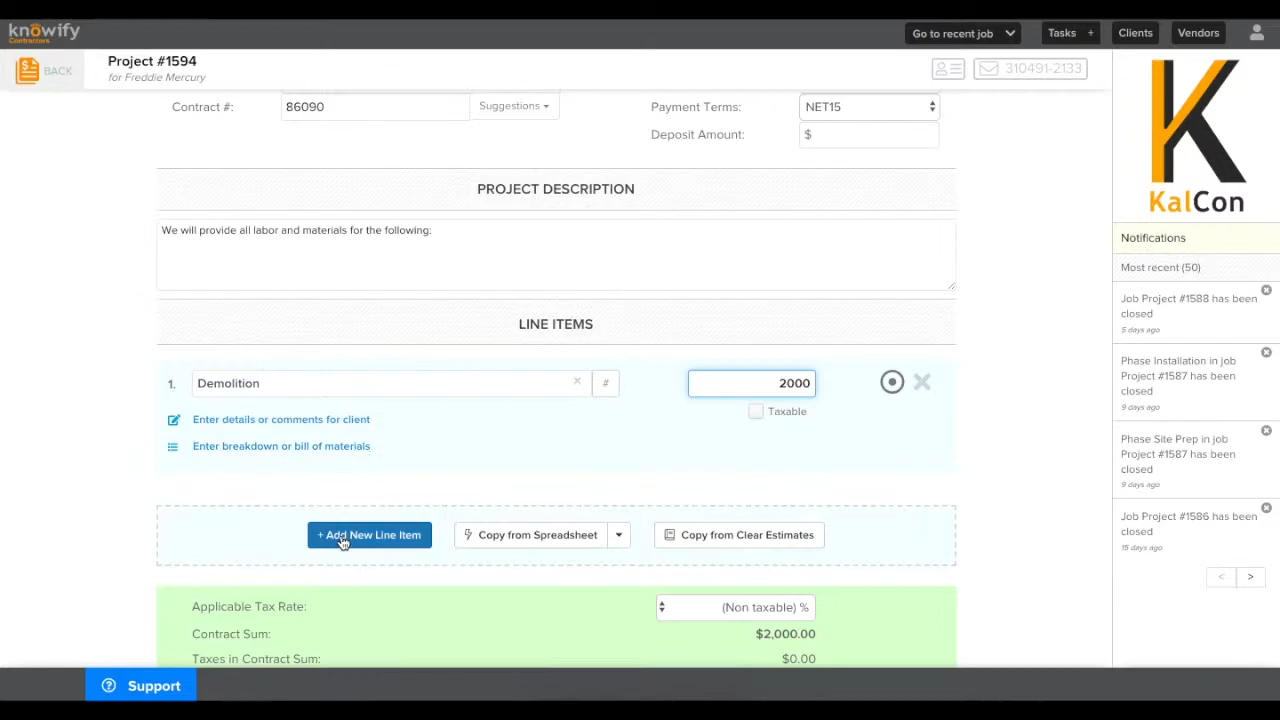 knowify
Contractors
Go to recent job
Tasks +
Clients
Vendors
$
BACK
Project #1594
for Freddie Mercury
310491-2133
Contract #:
86090
Suggestions
Payment Terms:
NET15
Deposit Amount:
$
PROJECT DESCRIPTION
We will provide all labor and materials for the following:
LINE ITEMS
1.
Demolition
×
#
2000
Taxable
Enter details or comments for client
Enter breakdown or bill of materials
+ Add New Line Item
Copy from Spreadsheet
Copy from Clear Estimates
Applicable Tax Rate:
(Non taxable) %
Contract Sum:
$2,000.00
Taxes in Contract Sum:
$0.00
? Support
K
KalCon
Notifications
Most recent (50)
Job Project #1588 has been
closed
5 days ago
Phase Installation in job
Project #1587 has been
closed
9 days ago
Phase Site Prep in job
Project #1587 has been
closed
9 days ago
Job Project #1586 has been
closed
15 days ago
< >